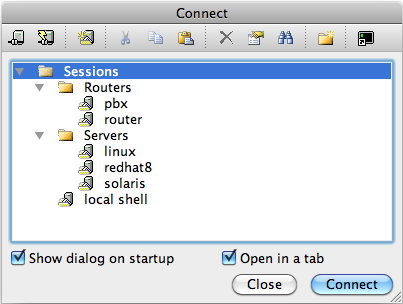 Connect
Sessions
Routers
pbx
router
Servers
linux
redhat8
solaris
local shell
Show dialog on startup
Open in a tab
Close
Connect